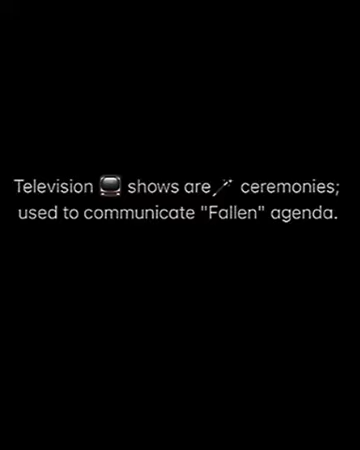 Television 📺 shows are🪄 ceremonies;
used to communicate "Fallen" agenda.